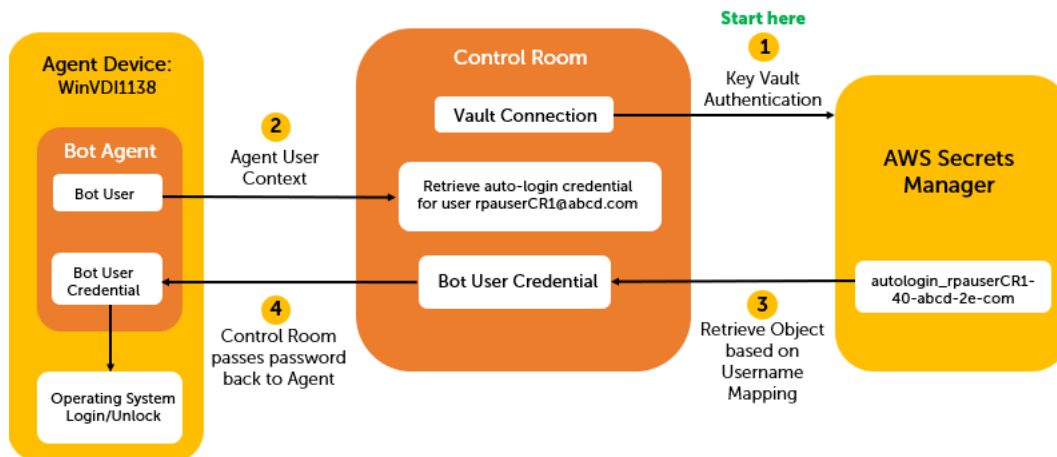 Start here
1
Key Vault
Authentication
Agent Device:
WinVDI1138
Control Room
Vault Connection
2
Agent User
Context
Bot Agent
Bot User
Retrieve auto-login credential
for user rpauserCR1@abcd.com
AWS Secrets
Manager
Bot User
Credential
Bot User Credential
autologin_rpauserCR1-
40-abcd-2e-com
4
Control Room
passes password
back to Agent
3
Retrieve Object
based on
Username
Mapping
Operating System
Login/Unlock